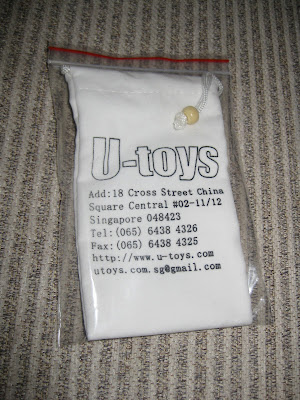 U-toys
Add:18 Cross Street China
Square Central #02-11/12
Singapore 048423
Tel:(065) 6438 4326
Fax:(065) 6438 4325
http://www.u-toys.com
utoys.com.sg@gmail.com